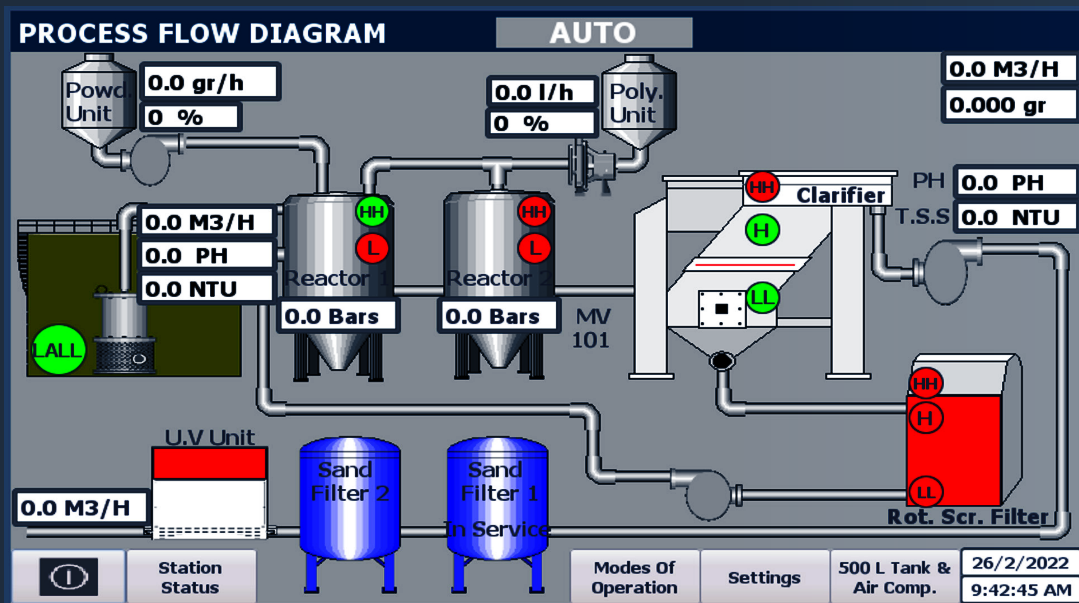 PROCESS FLOW DIAGRAM
AUTO
Powd.
Unit
0.0 gr/h
0 %
0.0 l/h
0 %
Poly.
Unit
0.0 M3/H
0.000 gr
PH
0.0 PH
T.S.S
0.0 NTU
HH
Clarifier
H
LL
0.0 M3/H
0.0 PH
0.0 NTU
HH
L
Reactor 1
0.0 Bars
HH
L
Reactor 2
0.0 Bars
MV
101
LALL
HH
H
LL
Rot. Scr. Filter
U.V Unit
0.0 M3/H
Sand
Filter 2
Sand
Filter 1
In Service
Station
Status
Modes Of
Operation
Settings
500 L Tank &
Air Comp.
26/2/2022
9:42:45 AM